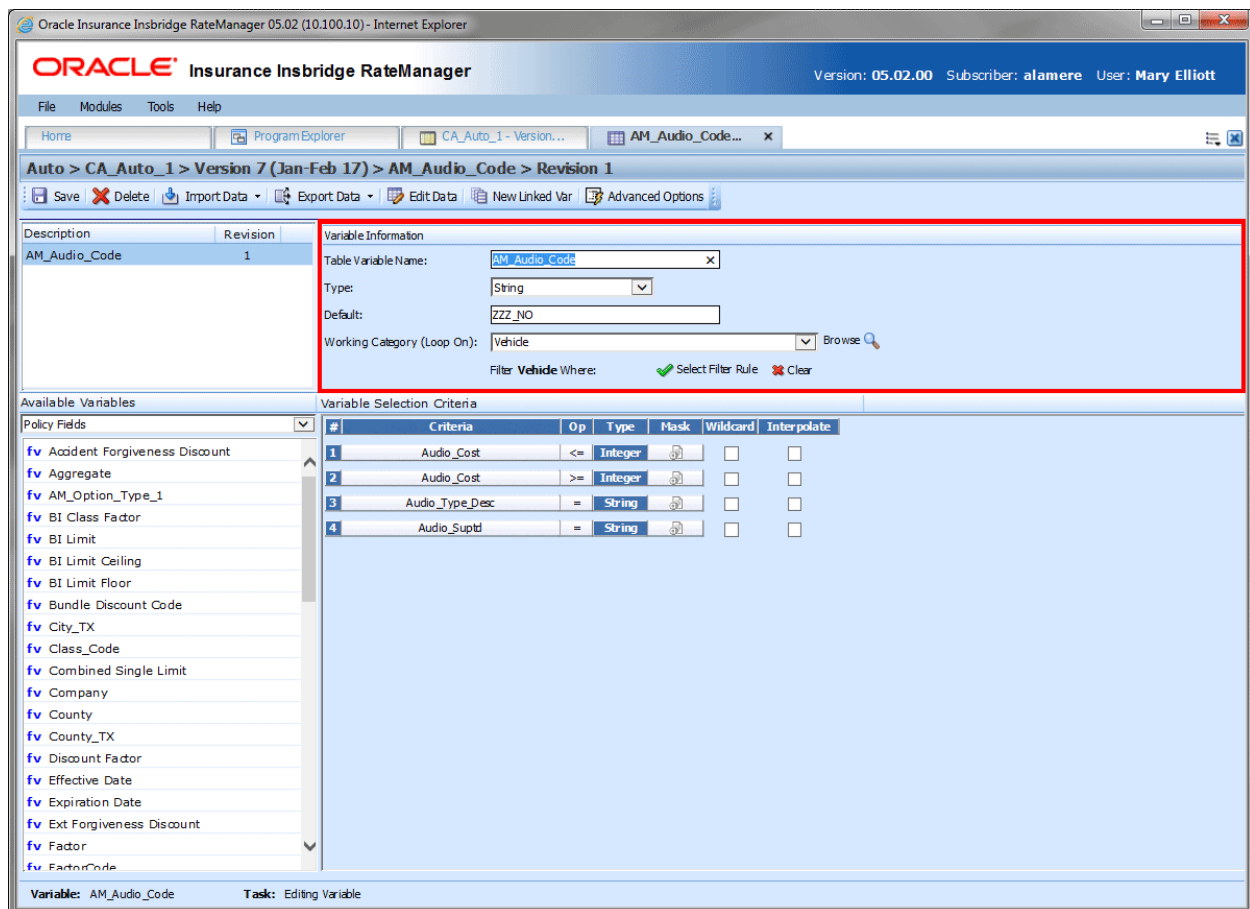 Oracle Insurance Insbridge RateManager 05.02 (10.100.10) - Internet Explorer
ORACLE Insurance Insbridge RateManager
Version: 05.02.00 Subscriber: alamere User: Mary Elliott
File Modules Tools Help
Home Program Explorer CA_Auto_1 - Version... AM_Audio_Code...
Auto > CA_Auto_1 > Version 7 (Jan-Feb 17) > AM_Audio_Code > Revision 1
Save Delete Import Data Export Data Edit Data New Linked Var Advanced Options
Description Revision
AM_Audio_Code 1
Variable Information
Table Variable Name: AM_Audio_Code
Type: String
Default: ZZZ_NO
Working Category (Loop On): Vehicle Browse
Filter Vehicle Where: Select Filter Rule Clear
Available Variables
Policy Fields
fv Accident Forgiveness Discount
fv Aggregate
fv AM_Option_Type_1
fv BI Class Factor
fv BI Limit
fv BI Limit Ceiling
fv BI Limit Floor
fv Bundle Discount Code
fv City_TX
fv Class_Code
fv Combined Single Limit
fv Company
fv County
fv County_TX
fv Discount Factor
fv Effective Date
fv Expiration Date
fv Ext Forgiveness Discount
fv Factor
fv FactorCode
Variable Selection Criteria
# Criteria Op Type Mask Wildcard Interpolate
1 Audio_Cost <= Integer
2 Audio_Cost >= Integer
3 Audio_Type_Desc = String
4 Audio_Suptd = String
Variable: AM_Audio_Code Task: Editing Variable